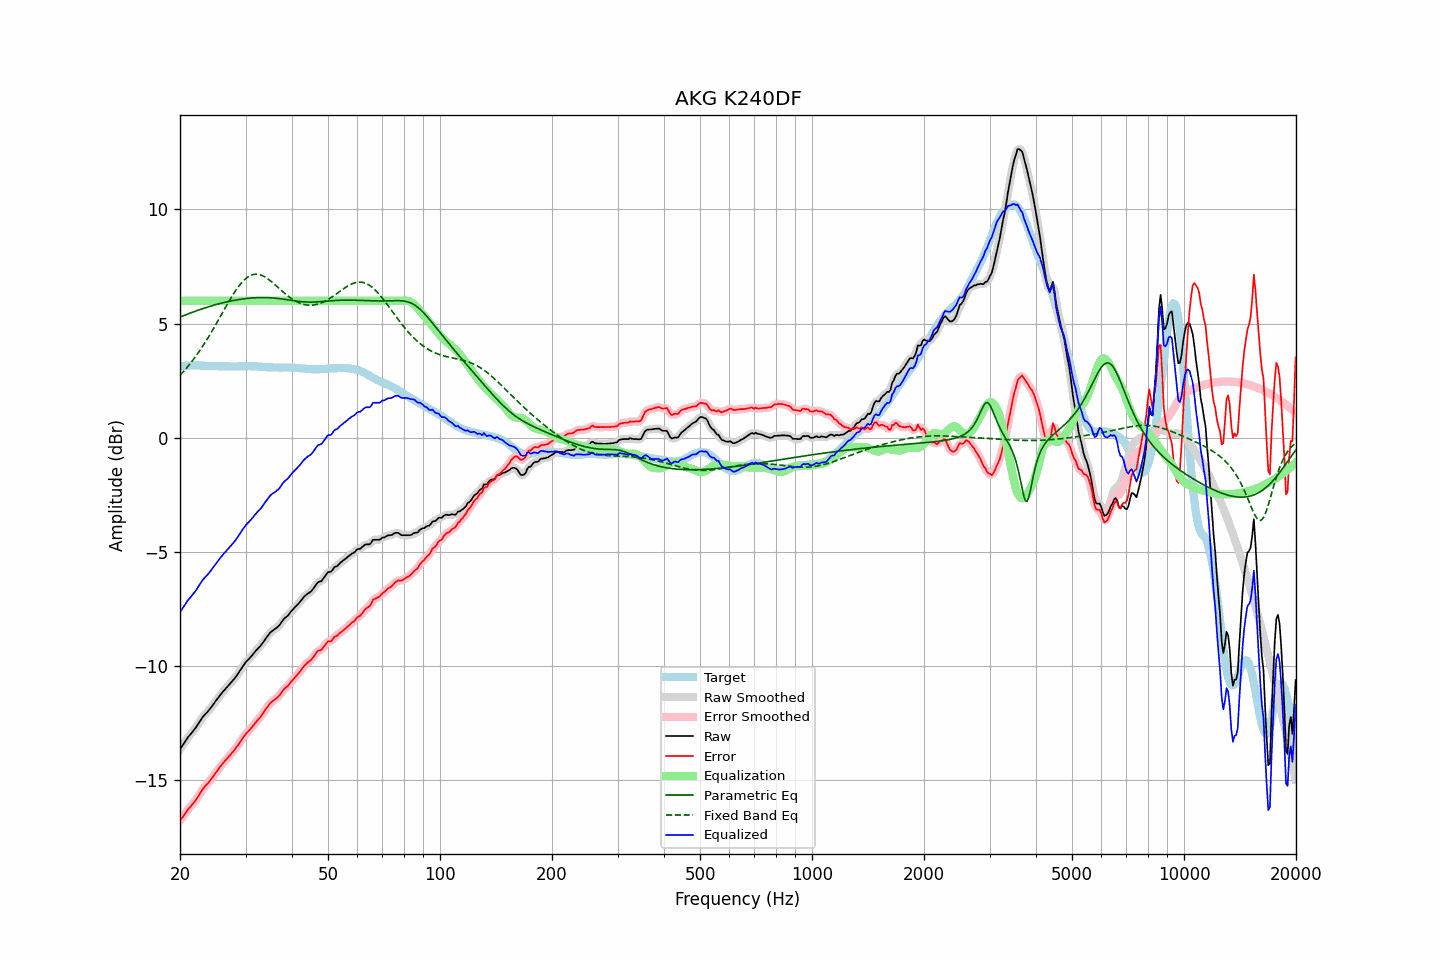 AKG K240DF
Amplitude (dBr)
10
5
0
−5
−10
−15
Target
Raw Smoothed
Error Smoothed
Raw
Error
Equalization
Parametric Eq
Fixed Band Eq
Equalized
20
50
100
200
500
1000
2000
5000
10000
20000
Frequency (Hz)